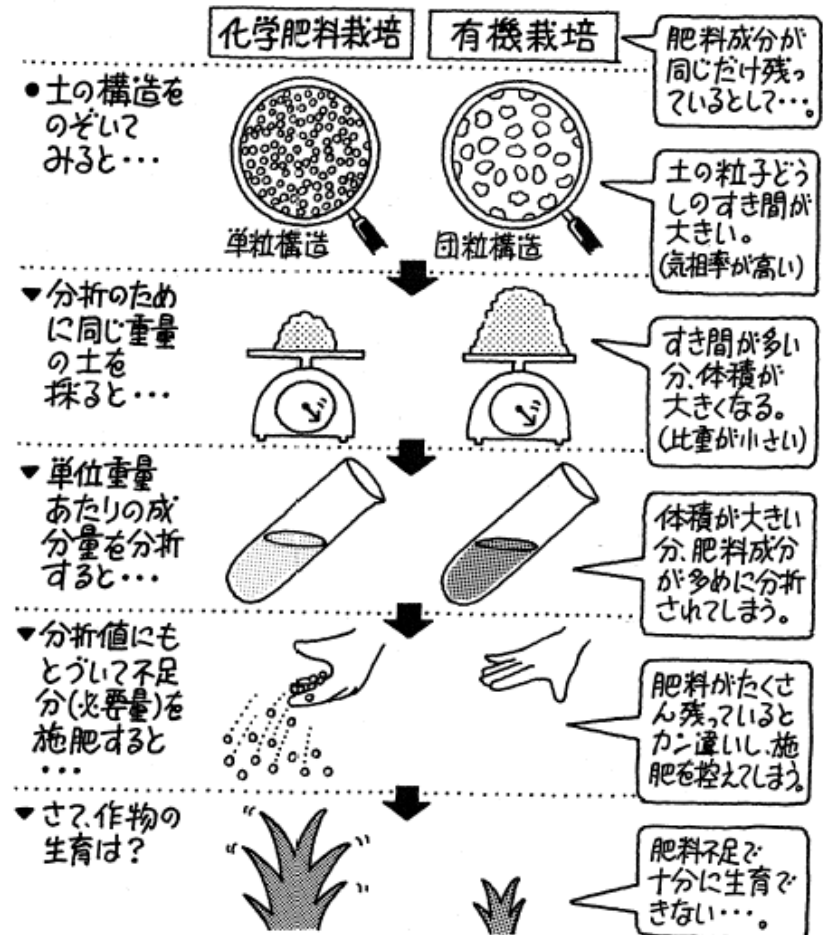 化学肥料栽培
有機栽培
肥料成分が
同じだけ残っ
ているとして・・・。
●土の構造を
のぞいて
みると・・・
単粒構造
団粒構造
土の粒子どう
しのすき間が
大きい。
(気相率が高い)
▼分析のため
に同じ重量
の土を
採ると・・・
すき間が多い
分、体積が
大きくなる。
(比重が小さい)
▼単位重量
あたりの成
分量を分析
すると・・・
体積が大きい
分、肥料成分
が多めに分析
されてしまう。
▼分析値にも
とづいて不足
分(必要量)を
施肥すると
・・・
肥料がたくさ
ん残っていると
カン違いし、施
肥を控えてしまう。
▼さて、作物の
生育は？
肥料不足で
十分に生育で
きない・・・。